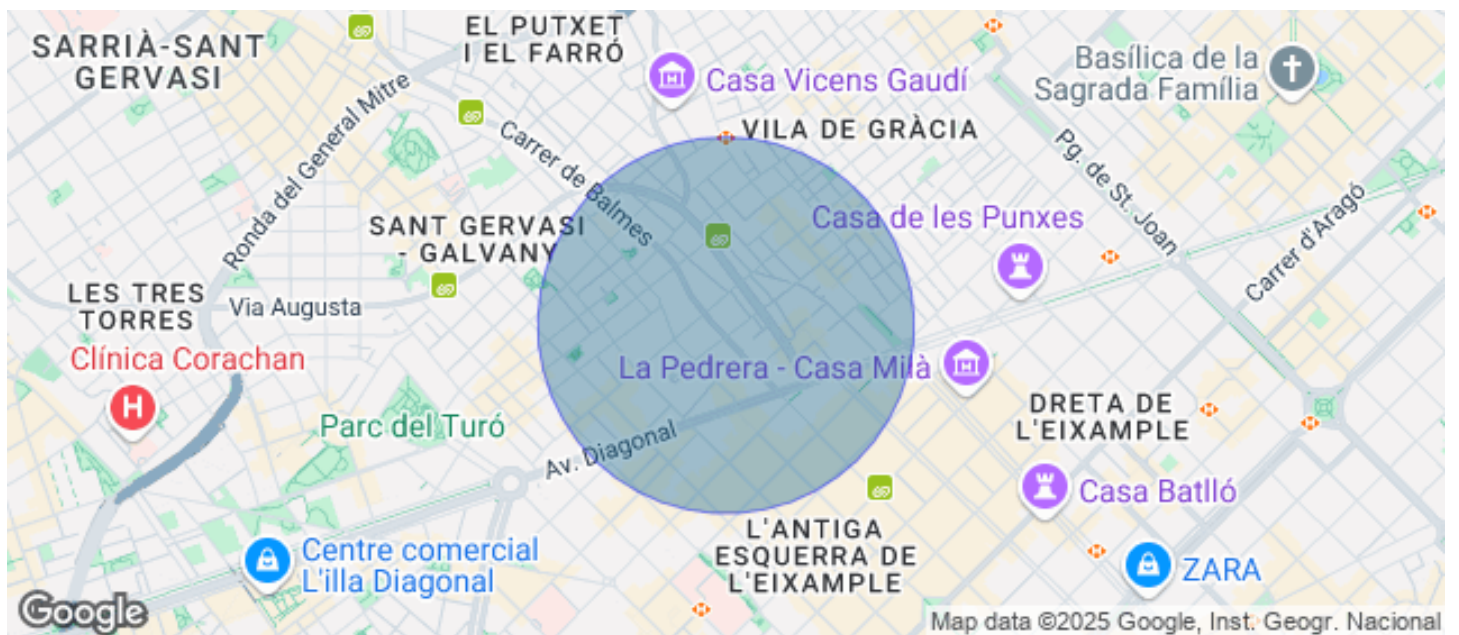 SARRIÀ-SANT
GERVASI
EL PUTXET
I EL FARRÓ
Casa Vicens Gaudí
Basílica de la
Sagrada Família
VILA DE GRÀCIA
Ronda del General Mitre
Carrer de Balmes
Pg. de St. Joan
SANT GERVASI
- GALVANY
Casa de les Punxes
Carrer d'Aragó
LES TRES
TORRES
Via Augusta
Clínica Corachan
H
La Pedrera - Casa Milà
Parc del Turó
Av. Diagonal
DRETA DE
L'EIXAMPLE
Casa Batlló
L'ANTIGA
ESQUERRA DE
L'EIXAMPLE
Centre comercial
L'illa Diagonal
ZARA
Google
Map data ©2025 Google, Inst. Geogr. Nacional